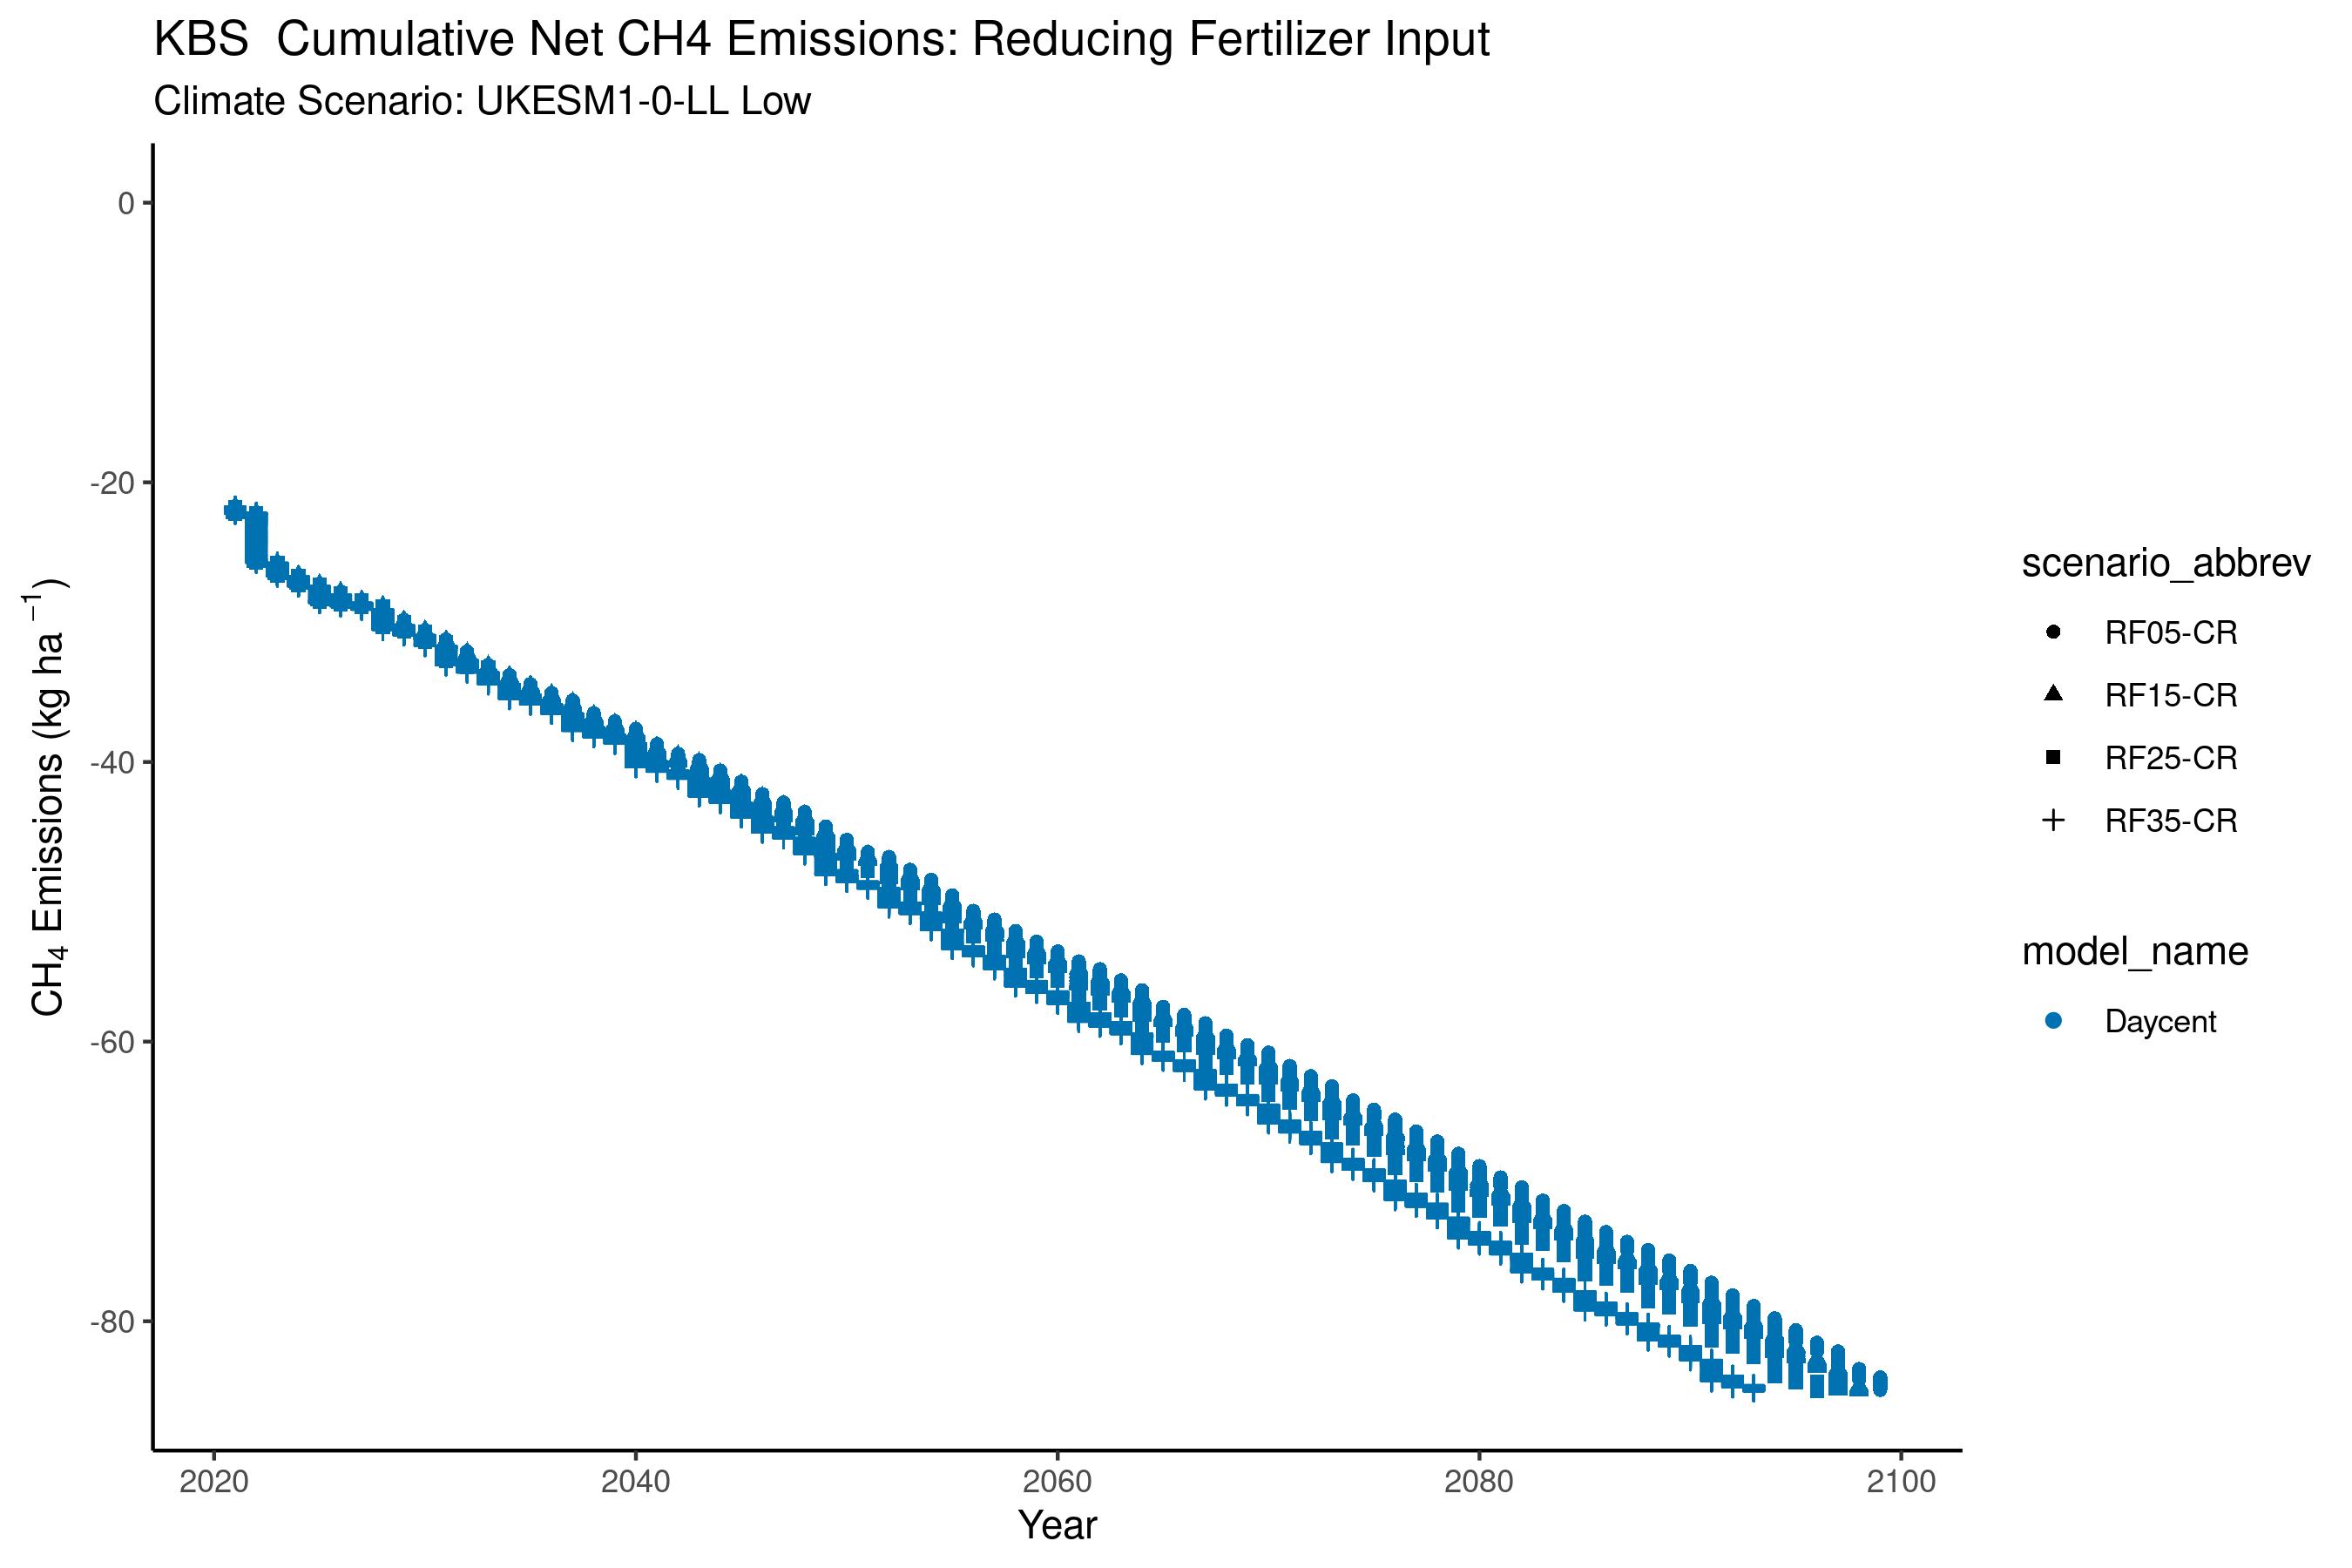 KBS  Cumulative Net CH4 Emissions: Reducing Fertilizer Input
Climate Scenario: UKESM1-0-LL Low
CH₄ Emissions (kg ha ⁻¹)
0
-20
-40
-60
-80
2020
2040
2060
2080
2100
Year
scenario_abbrev
RF05-CR
RF15-CR
RF25-CR
RF35-CR
model_name
Daycent